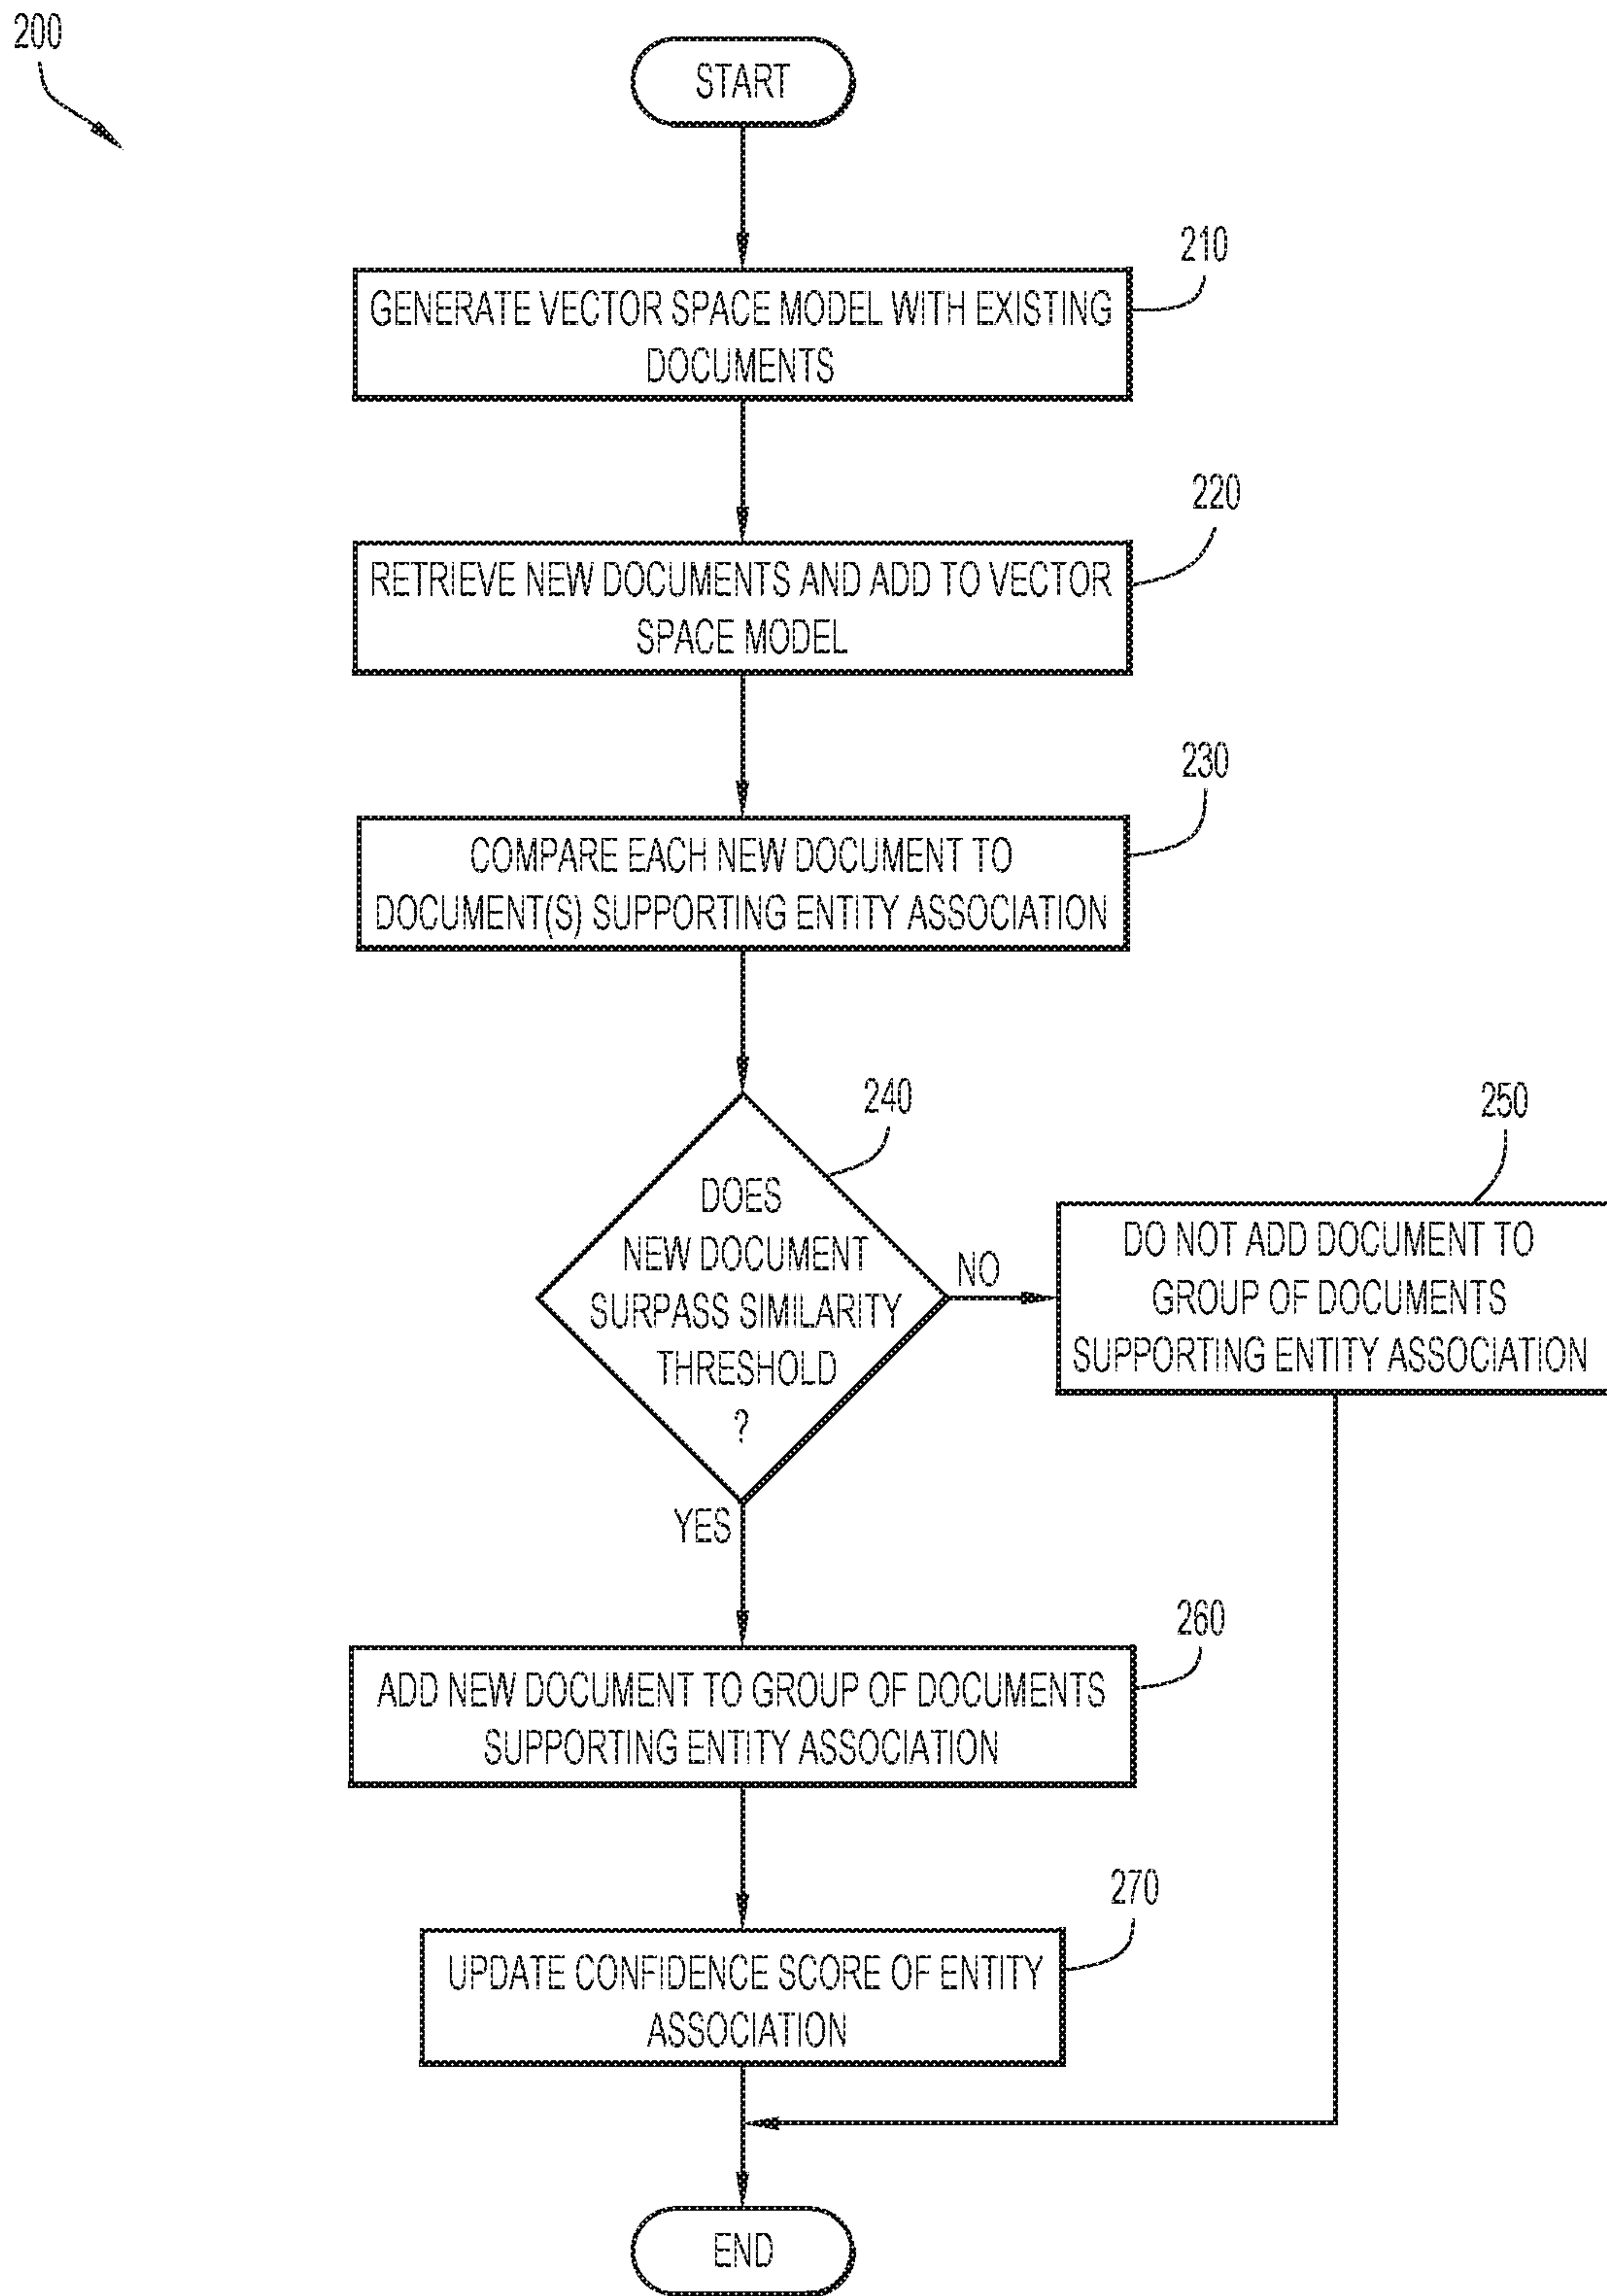 200
START
210
GENERATE VECTOR SPACE MODEL WITH EXISTING
DOCUMENTS
220
RETRIEVE NEW DOCUMENTS AND ADD TO VECTOR
SPACE MODEL
230
COMPARE EACH NEW DOCUMENT TO
DOCUMENT(S) SUPPORTING ENTITY ASSOCIATION
240
DOES
NEW DOCUMENT
SURPASS SIMILARITY
THRESHOLD
?
NO
250
DO NOT ADD DOCUMENT TO
GROUP OF DOCUMENTS
SUPPORTING ENTITY ASSOCIATION
YES
260
ADD NEW DOCUMENT TO GROUP OF DOCUMENTS
SUPPORTING ENTITY ASSOCIATION
270
UPDATE CONFIDENCE SCORE OF ENTITY
ASSOCIATION
END